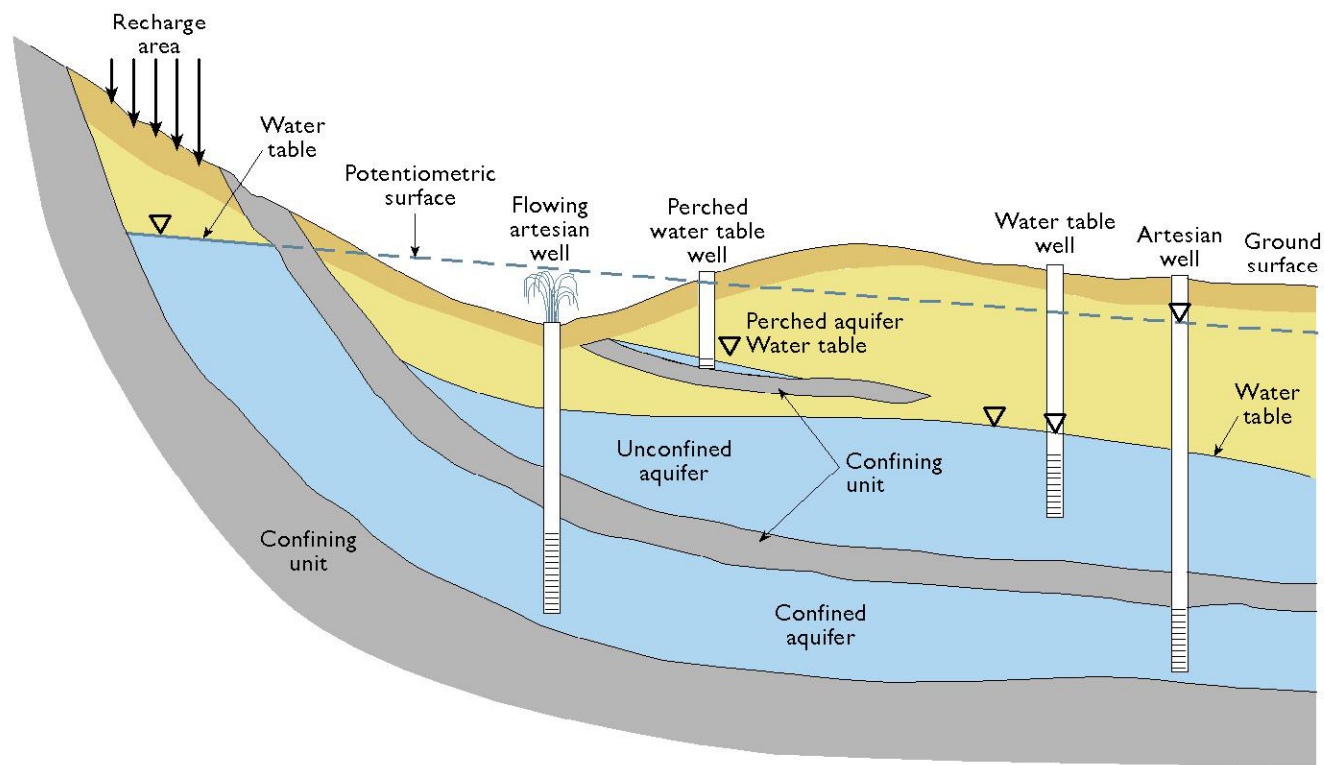 Recharge
area
Water
table
Potentiometric
surface
Flowing
artesian
well
Perched
water table
well
Water table
well
Artesian
well
Ground
surface
Perched aquifer
Water table
Water
table
Unconfined
aquifer
Confining
unit
Confining
unit
Confined
aquifer